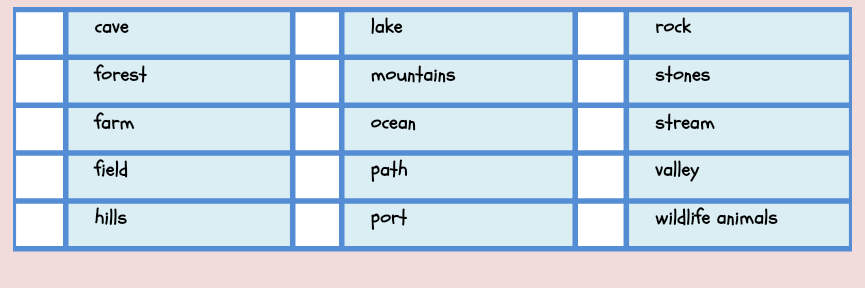 cave lake rock
forest mountains stones
farm ocean stream
field path valley
hills port wildlife animals